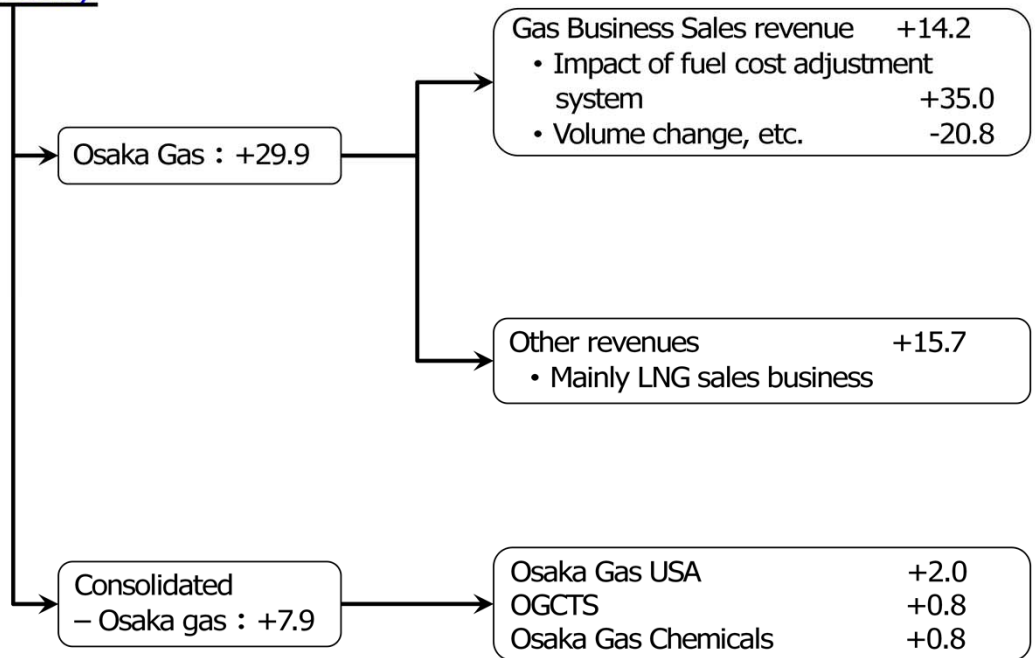 Gas Business Sales revenue +14.2
• Impact of fuel cost adjustment
system +35.0
• Volume change, etc. -20.8
Osaka Gas : +29.9
Other revenues +15.7
• Mainly LNG sales business
Consolidated
– Osaka gas : +7.9
Osaka Gas USA +2.0
OGCTS +0.8
Osaka Gas Chemicals +0.8